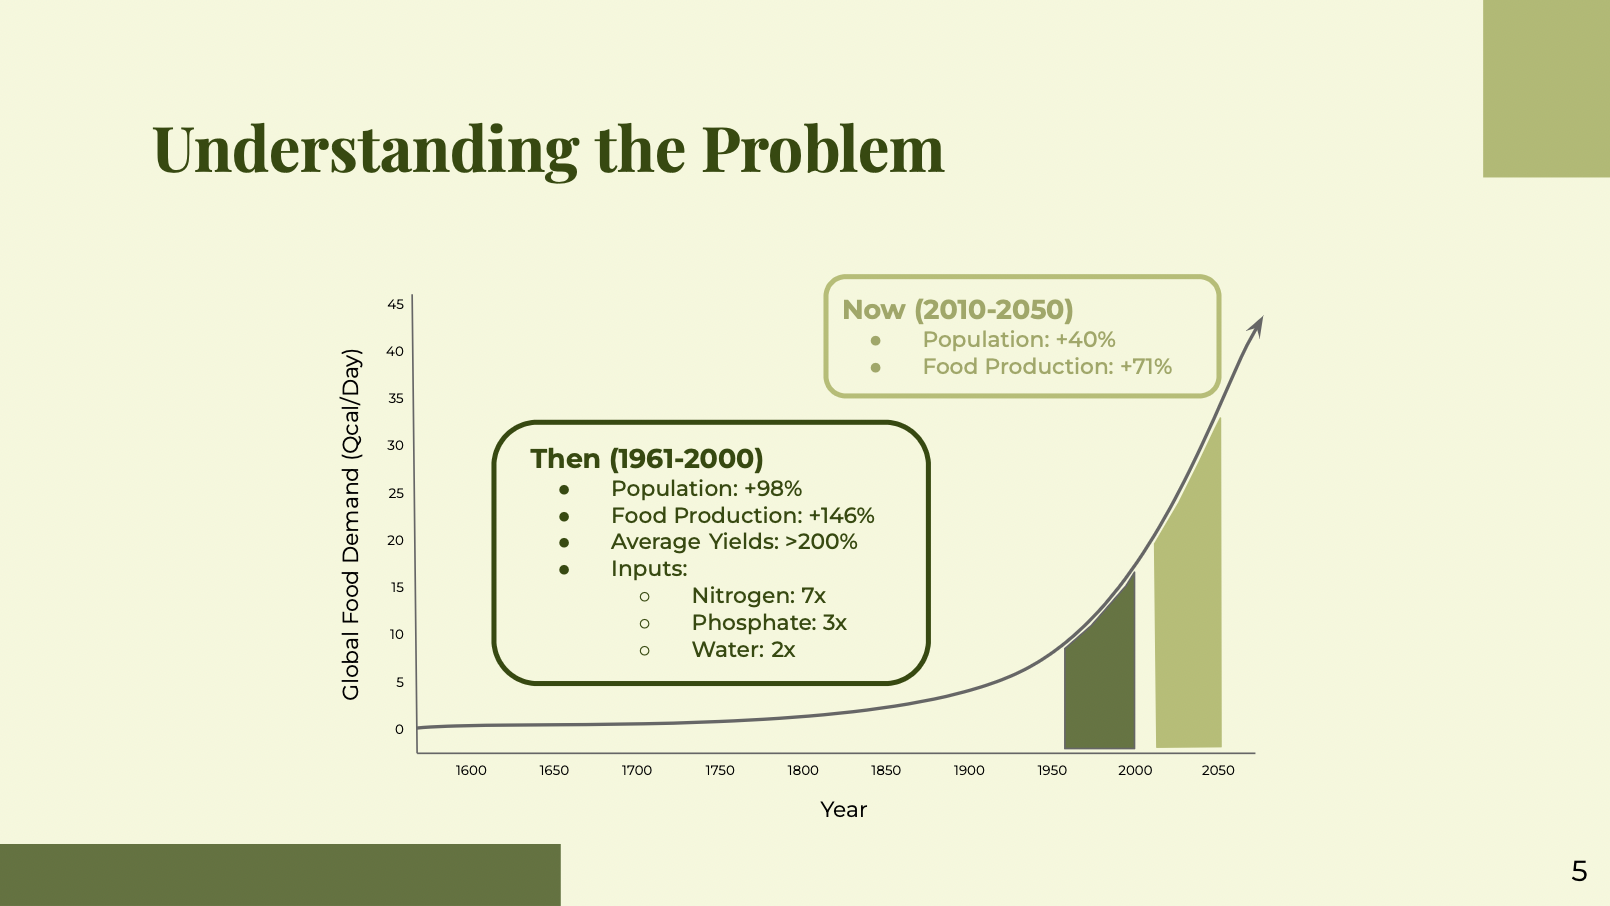 Understanding the Problem
Global Food Demand (Qcal/Day)
45
40
35
30
25
20
15
10
5
0
Now (2010-2050)
● Population: +40%
● Food Production: +71%
Then (1961-2000)
● Population: +98%
● Food Production: +146%
● Average Yields: >200%
● Inputs:
○ Nitrogen: 7x
○ Phosphate: 3x
○ Water: 2x
1600 1650 1700 1750 1800 1850 1900 1950 2000 2050
Year
5